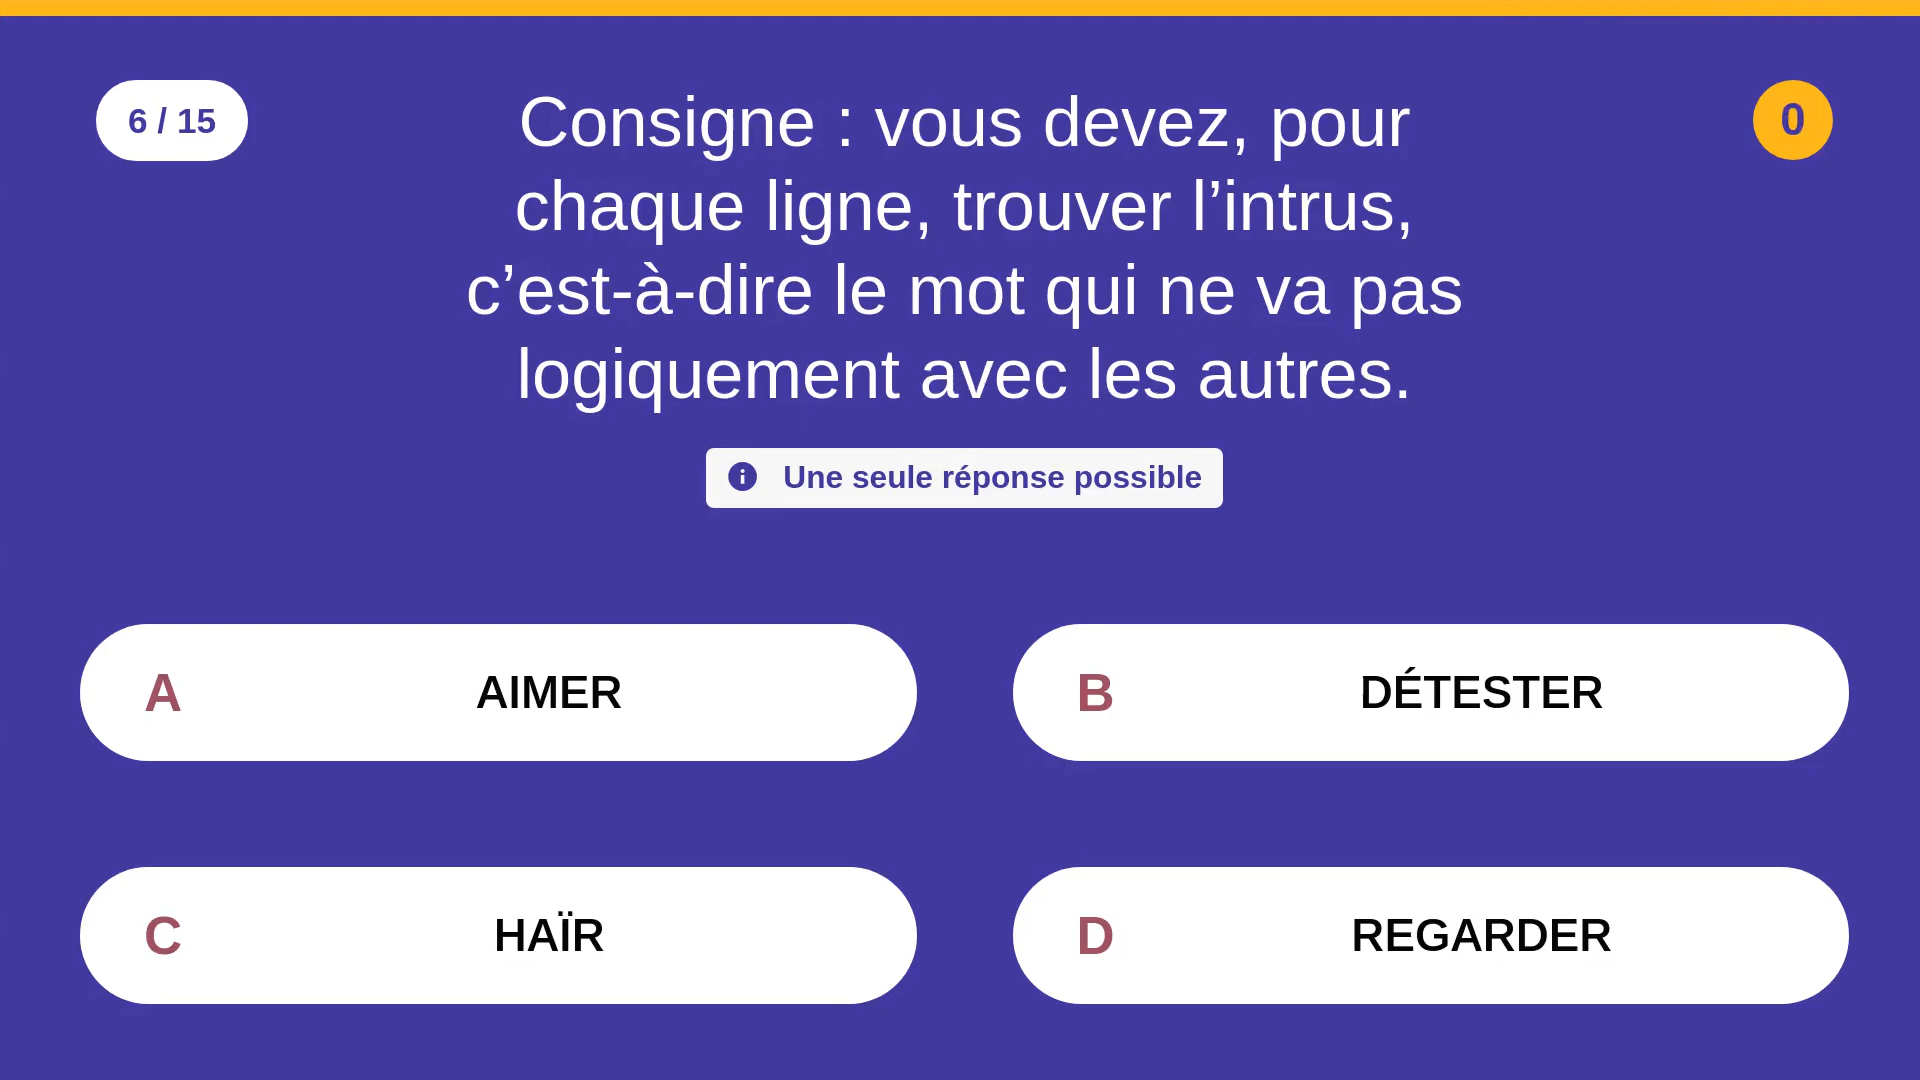 6 / 15
Consigne : vous devez, pour
chaque ligne, trouver l’intrus,
c’est-à-dire le mot qui ne va pas
logiquement avec les autres.
0
Une seule réponse possible
A AIMER
B DÉTESTER
C HAÏR
D REGARDER